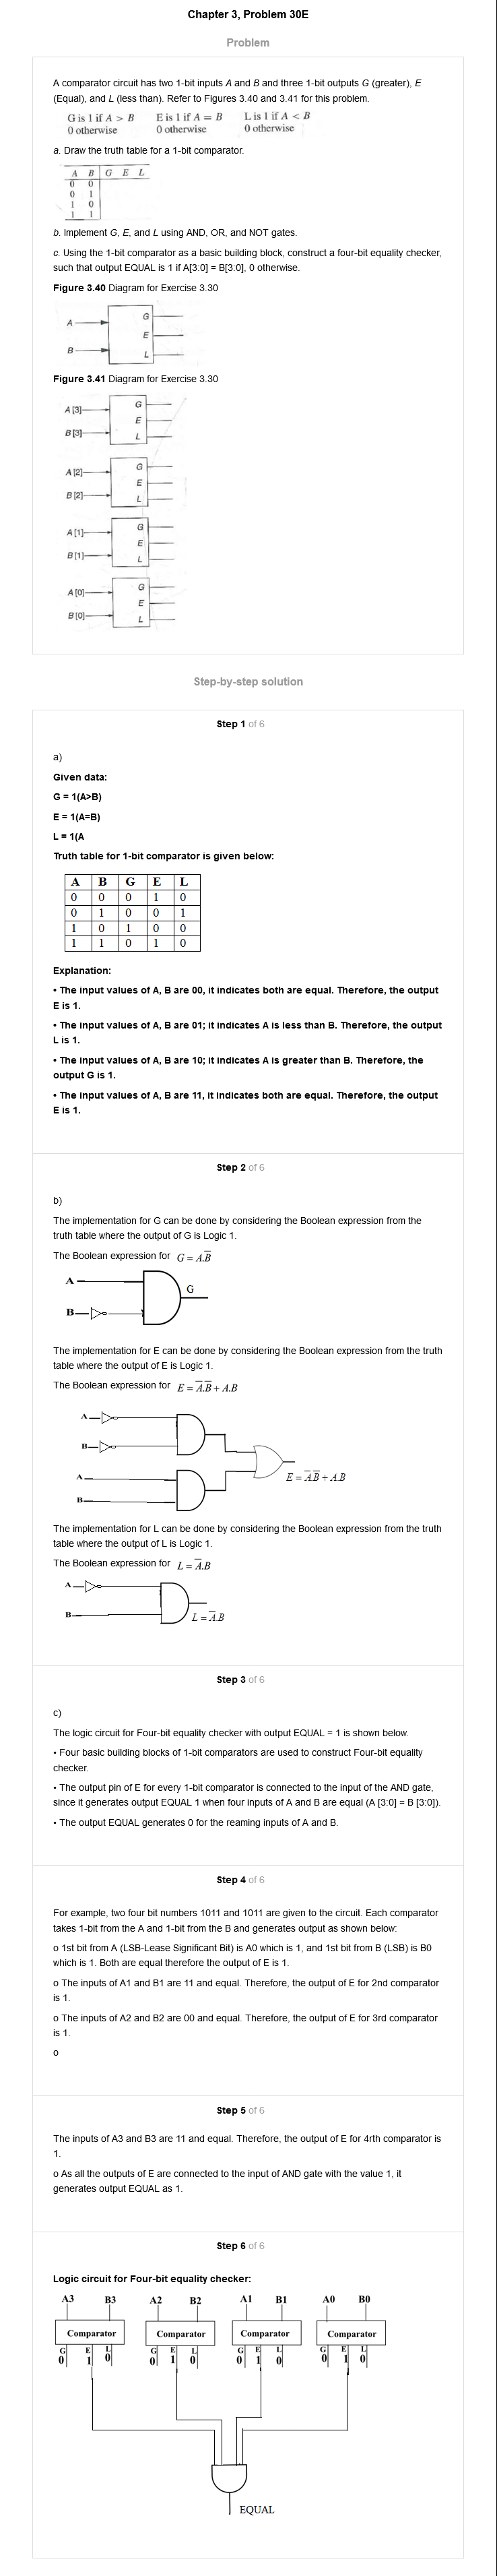 Chapter 3, Problem 30E
Problem
A comparator circuit has two 1-bit inputs A and B and three 1-bit outputs G (greater), E
(Equal), and L (less than). Refer to Figures 3.40 and 3.41 for this problem.
G is 1 if A > B E is 1 if A = B L is 1 if A < B
0 otherwise 0 otherwise 0 otherwise
a. Draw the truth table for a 1-bit comparator.
A B G E L
0 0
0 1
1 0
1 1
b. Implement G, E, and L using AND, OR, and NOT gates.
c. Using the 1-bit comparator as a basic building block, construct a four-bit equality checker,
such that output EQUAL is 1 if A[3:0] = B[3:0], 0 otherwise.
Figure 3.40 Diagram for Exercise 3.30
G
A
E
B
L
Figure 3.41 Diagram for Exercise 3.30
G
A [3]
E
B [3]
L
G
A [2]
E
B [2]
L
G
A [1]
E
B [1]
L
G
A [0]
E
B [0]
L
Step-by-step solution
Step 1 of 6
a)
Given data:
G = 1(A>B)
E = 1(A=B)
L = 1(A
Truth table for 1-bit comparator is given below:
A B G E L
0 0 0 1 0
0 1 0 0 1
1 0 1 0 0
1 1 0 1 0
Explanation:
• The input values of A, B are 00, it indicates both are equal. Therefore, the output
E is 1.
• The input values of A, B are 01; it indicates A is less than B. Therefore, the output
L is 1.
• The input values of A, B are 10; it indicates A is greater than B. Therefore, the
output G is 1.
• The input values of A, B are 11, it indicates both are equal. Therefore, the output
E is 1.
Step 2 of 6
b)
The implementation for G can be done by considering the Boolean expression from the
truth table where the output of G is Logic 1.
The Boolean expression for G = A.B̅
A
G
B
The implementation for E can be done by considering the Boolean expression from the truth
table where the output of E is Logic 1.
The Boolean expression for E = A̅.B̅ + A.B
A
B
A
E = A̅.B̅ + A.B
B
The implementation for L can be done by considering the Boolean expression from the truth
table where the output of L is Logic 1.
The Boolean expression for L = A̅.B
A
B
L = A̅.B
Step 3 of 6
c)
The logic circuit for Four-bit equality checker with output EQUAL = 1 is shown below.
• Four basic building blocks of 1-bit comparators are used to construct Four-bit equality
checker.
• The output pin of E for every 1-bit comparator is connected to the input of the AND gate,
since it generates output EQUAL 1 when four inputs of A and B are equal (A [3:0] = B [3:0]).
• The output EQUAL generates 0 for the reaming inputs of A and B.
Step 4 of 6
For example, two four bit numbers 1011 and 1011 are given to the circuit. Each comparator
takes 1-bit from the A and 1-bit from the B and generates output as shown below:
o 1st bit from A (LSB-Lease Significant Bit) is A0 which is 1, and 1st bit from B (LSB) is B0
which is 1. Both are equal therefore the output of E is 1.
o The inputs of A1 and B1 are 11 and equal. Therefore, the output of E for 2nd comparator
is 1.
o The inputs of A2 and B2 are 00 and equal. Therefore, the output of E for 3rd comparator
is 1.
o
Step 5 of 6
The inputs of A3 and B3 are 11 and equal. Therefore, the output of E for 4rth comparator is
1.
o As all the outputs of E are connected to the input of AND gate with the value 1, it
generates output EQUAL as 1.
Step 6 of 6
Logic circuit for Four-bit equality checker:
A3 B3 A2 B2 A1 B1 A0 B0
Comparator Comparator Comparator Comparator
G E L G E L G E L G E L
0 1 0 0 1 0 0 1 0 0 1 0
EQUAL